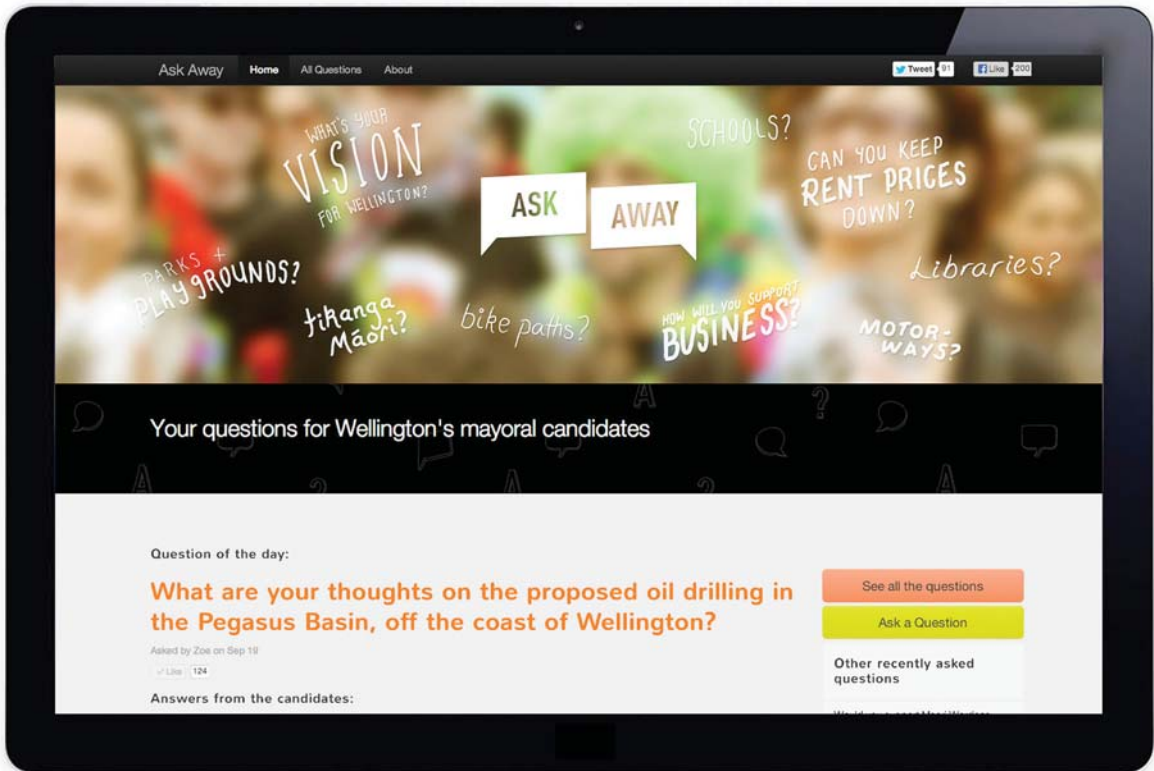 Ask Away Home All Questions About Tweet 91 Like 200
WHAT'S YOUR
VISION
FOR WELLINGTON?
SCHOOLS?
CAN YOU KEEP
RENT PRICES
DOWN?
ASK
AWAY
PARKS +
PLAYGROUNDS?
tikanga
Māori?
bike paths?
HOW WILL YOU SUPPORT
BUSINESS?
Libraries?
MOTOR-
WAYS?
Your questions for Wellington's mayoral candidates
Question of the day:
What are your thoughts on the proposed oil drilling in
the Pegasus Basin, off the coast of Wellington?
Asked by Zoe on Sep 19
Like 124
Answers from the candidates:
See all the questions
Ask a Question
Other recently asked
questions